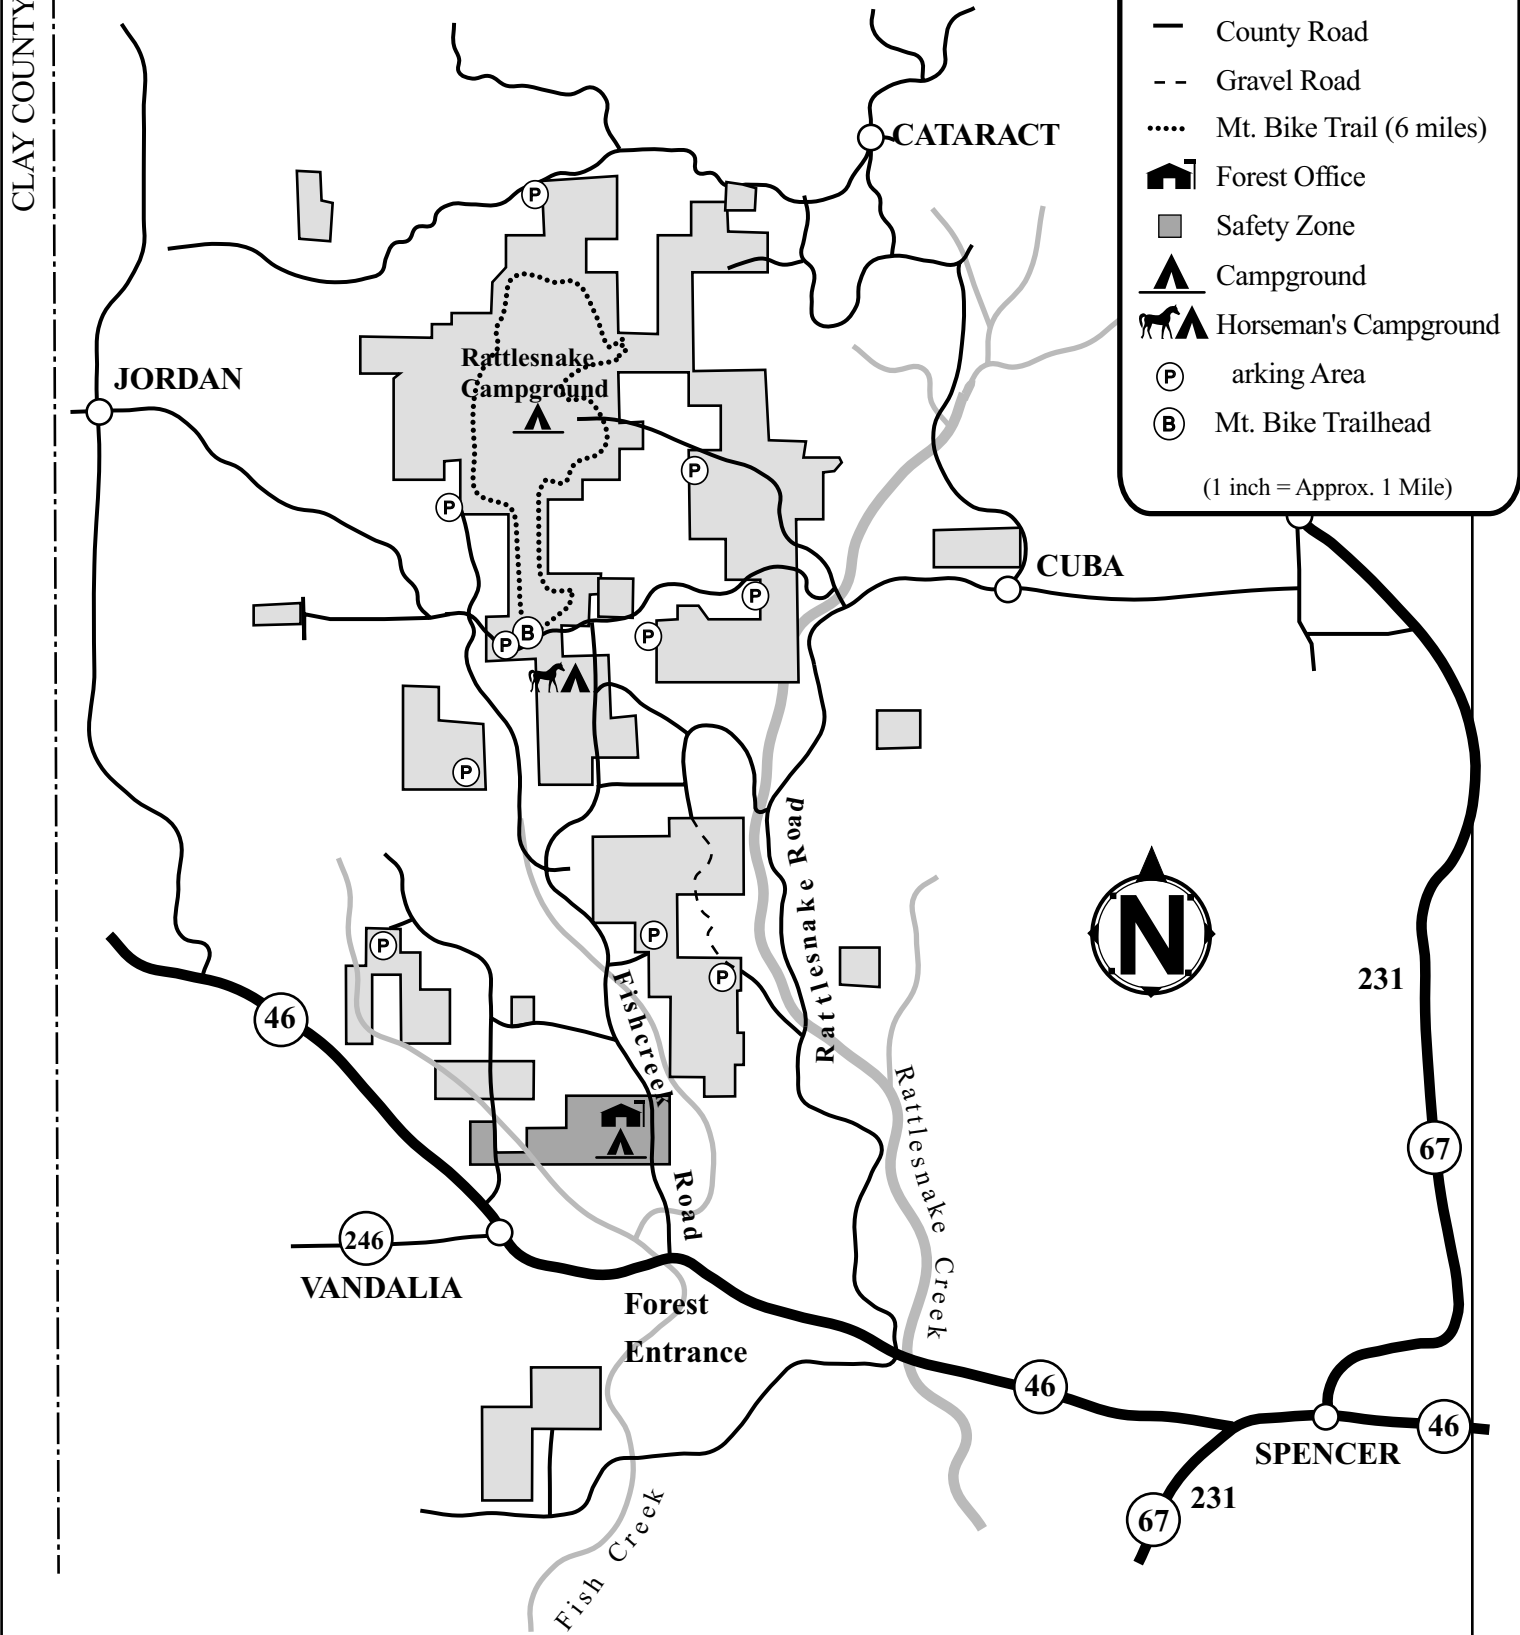 CLAY COUNTY
County Road
Gravel Road
Mt. Bike Trail (6 miles)
Forest Office
Safety Zone
Campground
Horseman's Campground
P arking Area
B Mt. Bike Trailhead
(1 inch = Approx. 1 Mile)
CATARACT
P
Rattlesnake
Campground
JORDAN
P
P
CUBA
P
P
P
B
P
Rattlesnake Road
P
P
P
N
231
46
Fishcreek Road
Rattlesnake Creek
67
246
VANDALIA
Forest
Entrance
46
46
SPENCER
231
67
Fish Creek